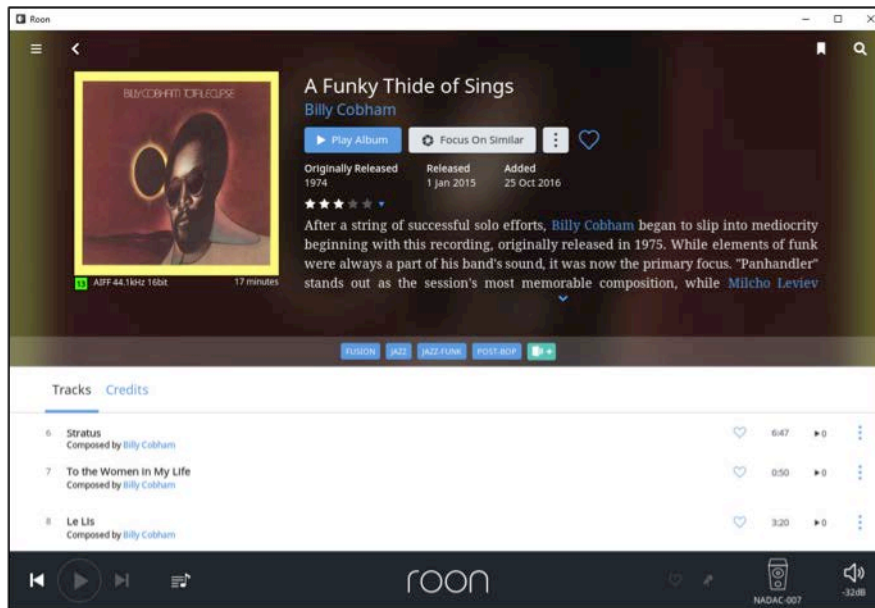 Roon
A Funky Thide of Sings
Billy Cobham
BILLY COBHAM TOTAL ECLIPSE
Play Album
Focus On Similar
Originally Released
Released
Added
1974
1 Jan 2015
25 Oct 2016
After a string of successful solo efforts, Billy Cobham began to slip into mediocrity
beginning with this recording, originally released in 1975. While elements of funk
were always a part of his band's sound, it was now the primary focus. "Panhandler"
stands out as the session's most memorable composition, while Milcho Leviev
13 AIFF 44.1kHz 16bit 17 minutes
FUSION JAZZ JAZZ-FUNK POST-BOP
Tracks Credits
6 Stratus 6:47 0
Composed by Billy Cobham
7 To the Women In My Life 0:50 0
Composed by Billy Cobham
8 Le Lis 3:20 0
Composed by Billy Cobham
roon
NADAC-007
-32dB